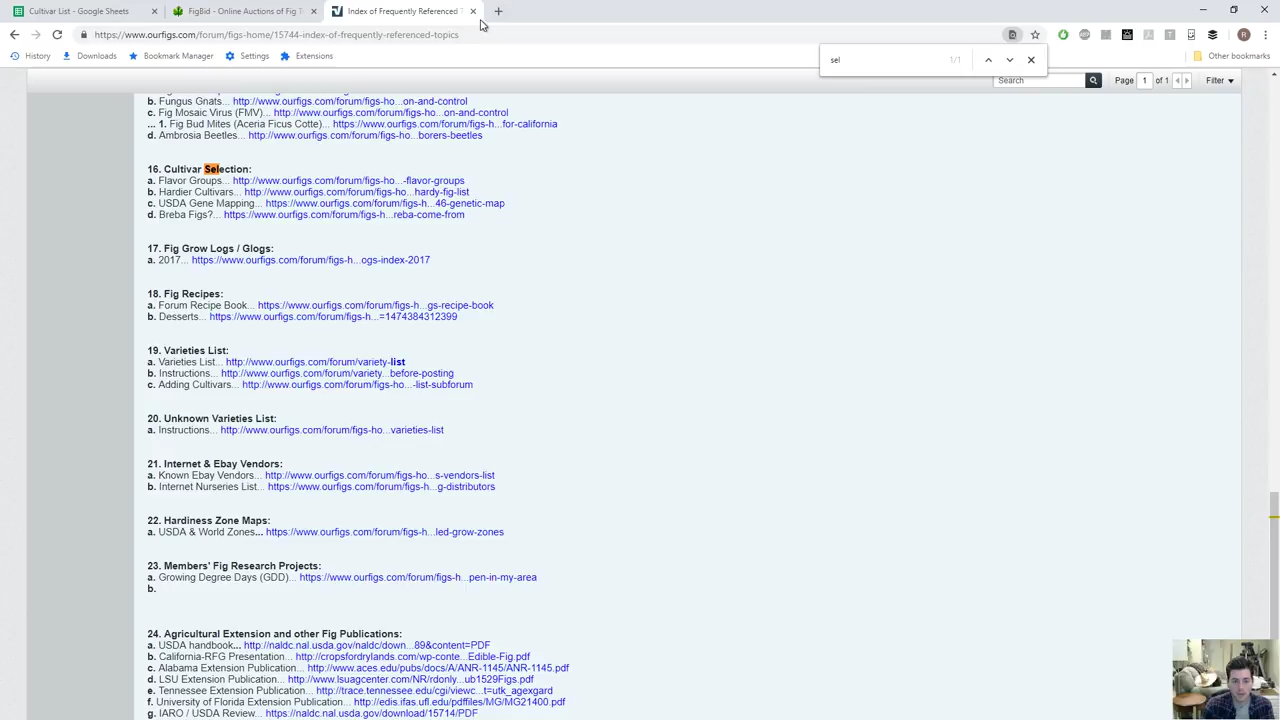 Cultivar List - Google Sheets
FigBid - Online Auctions of Fig T
Index of Frequently Referenced T
https://www.ourfigs.com/forum/figs-home/15744-index-of-frequently-referenced-topics
History
Downloads
Bookmark Manager
Settings
Extensions
Other bookmarks
sel 1/1
Search
Page 1 of 1
Filter
b. Fungus Gnats... http://www.ourfigs.com/forum/figs-ho...on-and-control
c. Fig Mosaic Virus (FMV)... http://www.ourfigs.com/forum/figs-ho...on-and-control
... 1. Fig Bud Mites (Aceria Ficus Cotte)... https://www.ourfigs.com/forum/figs-h...for-california
d. Ambrosia Beetles... http://www.ourfigs.com/forum/figs-ho...borers-beetles
16. Cultivar Selection:
a. Flavor Groups... http://www.ourfigs.com/forum/figs-ho...-flavor-groups
b. Hardier Cultivars... http://www.ourfigs.com/forum/figs-ho...hardy-fig-list
c. USDA Gene Mapping... http://www.ourfigs.com/forum/figs-ho...46-genetic-map
d. Breba Figs?... https://www.ourfigs.com/forum/figs-h...reba-come-from
17. Fig Grow Logs / Glogs:
a. 2017... https://www.ourfigs.com/forum/figs-h...ogs-index-2017
18. Fig Recipes:
a. Forum Recipe Book... https://www.ourfigs.com/forum/figs-h...gs-recipe-book
b. Desserts... https://www.ourfigs.com/forum/figs-h...=1474384312399
19. Varieties List:
a. Varieties List... http://www.ourfigs.com/forum/variety-list
b. Instructions... http://www.ourfigs.com/forum/variety...before-posting
c. Adding Cultivars... http://www.ourfigs.com/forum/figs-ho...-list-subforum
20. Unknown Varieties List:
a. Instructions... http://www.ourfigs.com/forum/figs-ho...varieties-list
21. Internet & Ebay Vendors:
a. Known Ebay Vendors... http://www.ourfigs.com/forum/figs-ho...s-vendors-list
b. Internet Nurseries List... https://www.ourfigs.com/forum/figs-h...g-distributors
22. Hardiness Zone Maps:
a. USDA & World Zones... https://www.ourfigs.com/forum/figs-h...led-grow-zones
23. Members' Fig Research Projects:
a. Growing Degree Days (GDD)... https://www.ourfigs.com/forum/figs-h...pen-in-my-area
b.
24. Agricultural Extension and other Fig Publications:
a. USDA handbook... http://naldc.nal.usda.gov/naldc/down...89&content=PDF
b. California-RFG Presentation... http://cropsfordrylands.com/wp-conte...Edible-Fig.pdf
c. Alabama Extension Publication... http://www.aces.edu/pubs/docs/A/ANR-1145/ANR-1145.pdf
d. LSU Extension Publication... http://www.lsuagcenter.com/NR/rdonly...ub1529Figs.pdf
e. Tennessee Extension Publication... http://trace.tennessee.edu/cgi/viewc...t=utk_agexgard
f. University of Florida Extension Publication... http://edis.ifas.ufl.edu/pdffiles/MG/MG21400.pdf
g. IARO / USDA Review... https://naldc.nal.usda.gov/download/15714/PDF